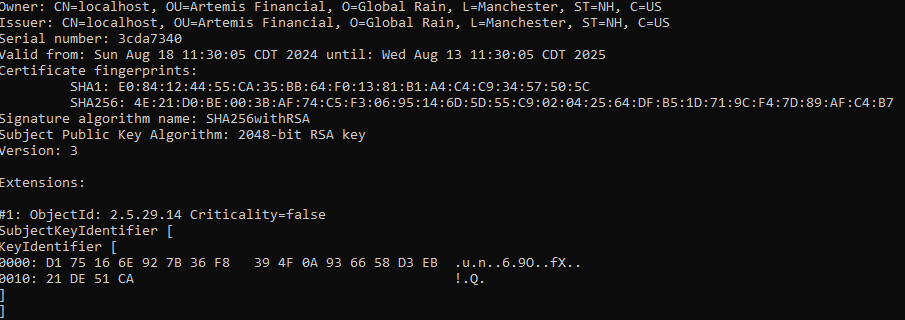 Owner: CN=localhost, OU=Artemis Financial, O=Global Rain, L=Manchester, ST=NH, C=US
Issuer: CN=localhost, OU=Artemis Financial, O=Global Rain, L=Manchester, ST=NH, C=US
Serial number: 3cda7340
Valid from: Sun Aug 18 11:30:05 CDT 2024 until: Wed Aug 13 11:30:05 CDT 2025
Certificate fingerprints:
SHA1: E0:84:12:44:55:CA:35:BB:64:F0:13:81:B1:A4:C4:C9:34:57:50:5C
SHA256: 4E:21:D0:BE:00:3B:AF:74:C5:F3:06:95:14:6D:5D:55:C9:02:04:25:64:DF:B5:1D:71:9C:F4:7D:89:AF:C4:B7
Signature algorithm name: SHA256withRSA
Subject Public Key Algorithm: 2048-bit RSA key
Version: 3
Extensions:
#1: ObjectId: 2.5.29.14 Criticality=false
SubjectKeyIdentifier [
KeyIdentifier [
0000: D1 75 16 6E 92 7B 36 F8   39 4F 0A 93 66 58 D3 EB  .u.n..6.9O..fX..
0010: 21 DE 51 CA                                        !.Q.
]
]